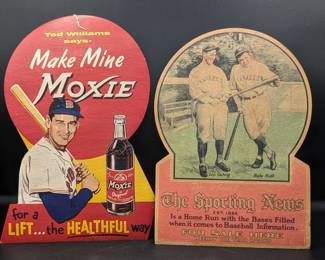 Ted Williams
says-
Make Mine
MOXIE
MOXIE
for a
LIFT...the HEALTHFUL way
Lou Gehrig
Babe Ruth
The Sporting News
EST. 1886
Is a Home Run with the Bases Filled
when it comes to Baseball Information.
FOR SALE HERE